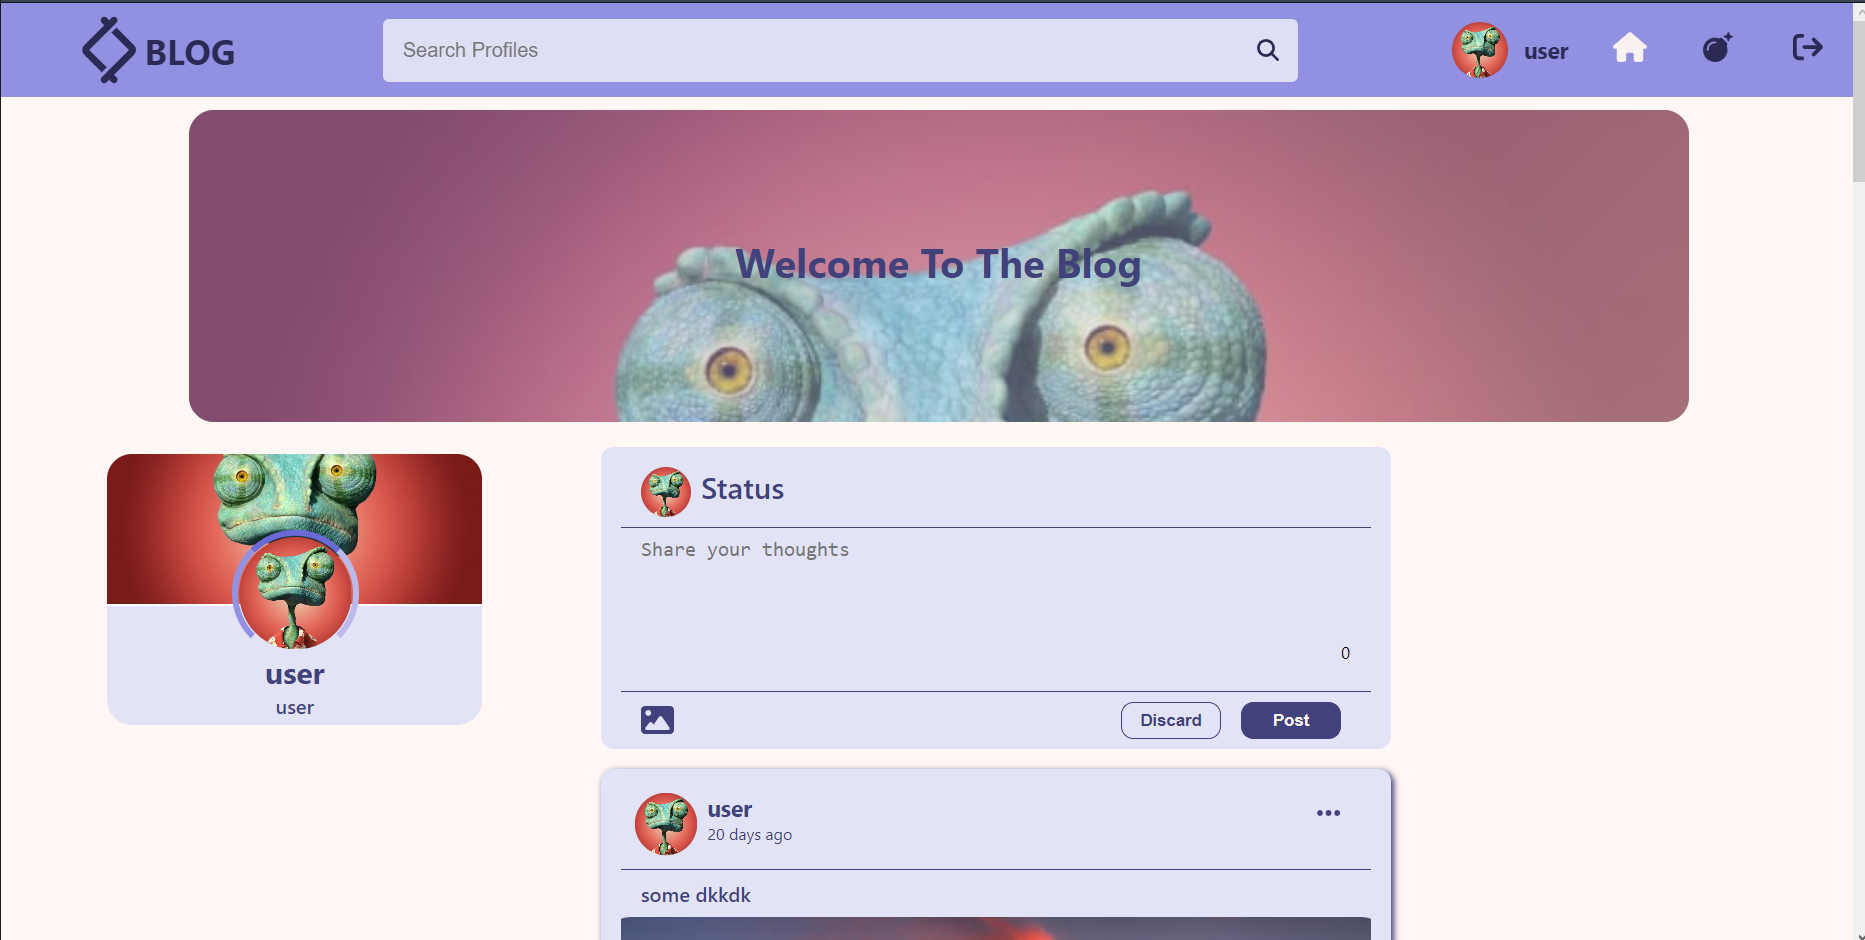 BLOG
Search Profiles
user
Welcome To The Blog
user
user
Status
Share your thoughts
0
Discard
Post
user
20 days ago
some dkkdk